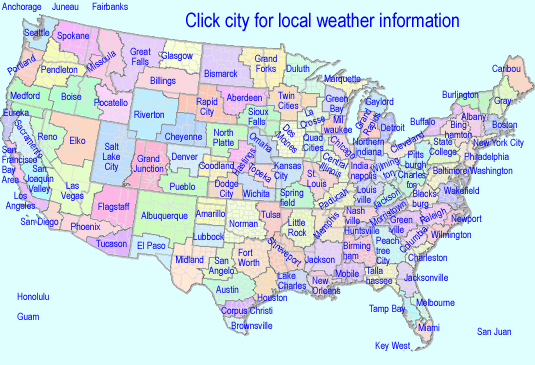 Anchorage Juneau Fairbanks
Click city for local weather information
Seattle
Spokane
Portland
Pendleton
Missoula
Great
Falls
Glasgow
Billings
Bismarck
Grand
Forks
Duluth
Marquette
Caribou
Gray
Burlington
Medford
Boise
Pocatello
Riverton
Rapid
City
Aberdeen
Twin
Cities
La
Crosse
Green
Bay
Gaylord
Grand
Rapids
Detroit
Buffalo
Albany
Bing-
hamton
Boston
New York City
Eureka
Sacramento
Reno
Elko
Salt
Lake
City
Cheyenne
North
Platte
Sioux
Falls
Omaha
Des
Moines
Quad
Cities
Mil
waukee
Chicago
Northern
Indiana
Cleveland
Pitts
burgh
State
College
Philadelphia
San
Francisco
Bay
Area
San
Joaquin
Valley
Las
Vegas
Grand
Junction
Denver
Pueblo
Goodland
Hastings
Topeka
Dodge
City
Wichita
Kansas
City
Spring
field
St.
Louis
Central
Illinois
India
napolis
Wilming
ton
Charles
ton
Baltimore/Washington
Los
Angeles
San Diego
Phoenix
Flagstaff
Tucson
Albuquerque
El Paso
Amarillo
Lubbock
Norman
Tulsa
Little
Rock
Memphis
Paducah
Louis
ville
Jackson
Blacks
burg
Wakefield
Nash
ville
Morristown
Green
ville
Raleigh
Newport
Wilmington
Columbia
Charleston
Huntsville
Birming
ham
Peach
tree
City
Midland
San
Angelo
Fort
Worth
Shreveport
Jackson
Mobile
Talla
hassee
Jacksonville
Austin
Houston
Lake
Charles
New
Orleans
Corpus Christi
Brownsville
Tampa Bay
Melbourne
Miami
Key West
San Juan
Honolulu
Guam